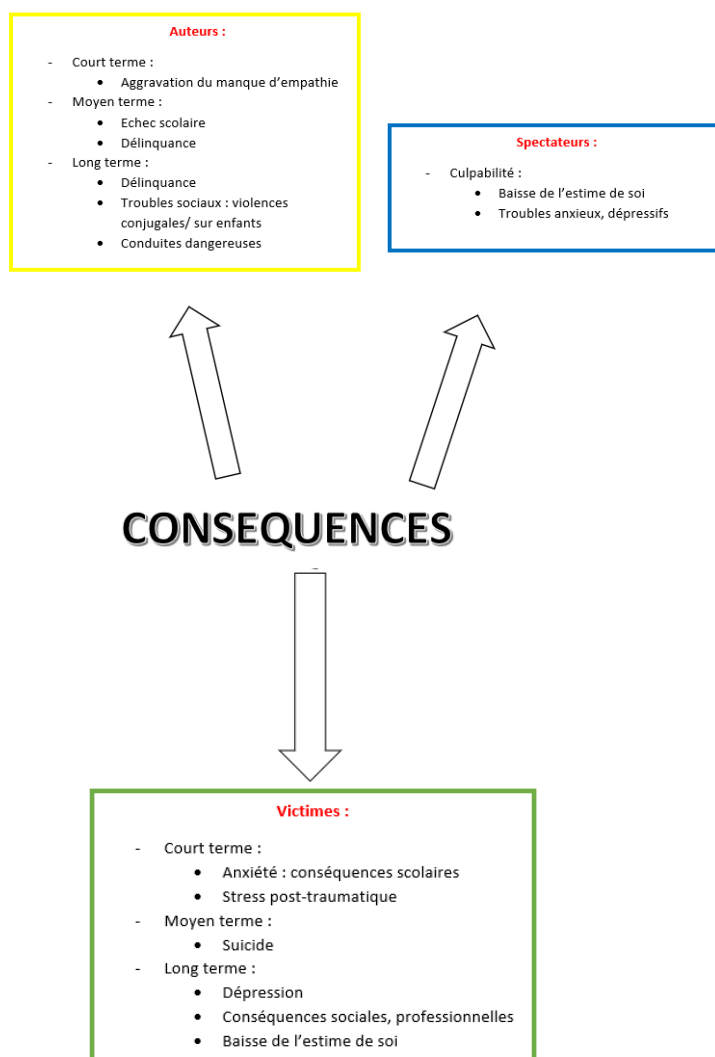 Auteurs :
- Court terme :
• Aggravation du manque d'empathie
- Moyen terme :
• Echec scolaire
• Délinquance
- Long terme :
• Délinquance
• Troubles sociaux : violences
conjugales/ sur enfants
• Conduites dangereuses
Spectateurs :
- Culpabilité :
• Baisse de l'estime de soi
• Troubles anxieux, dépressifs
CONSEQUENCES
Victimes :
- Court terme :
• Anxiété : conséquences scolaires
• Stress post-traumatique
- Moyen terme :
• Suicide
- Long terme :
• Dépression
• Conséquences sociales, professionnelles
• Baisse de l'estime de soi